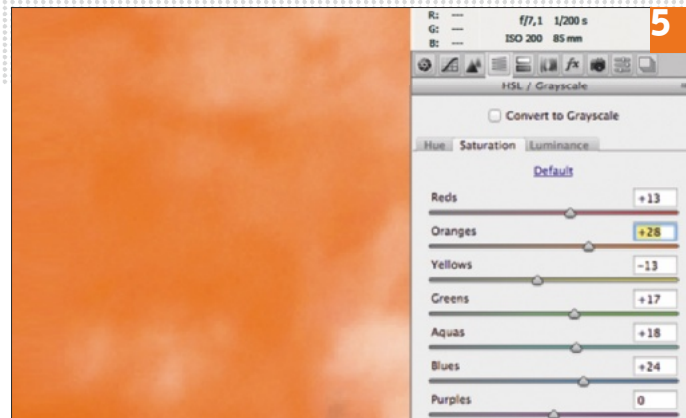 R: ---
G: ---
B: ---
f/7,1 1/200 s
ISO 200 85 mm
5
fx
HSL / Grayscale
Convert to Grayscale
Hue Saturation Luminance
Default
Reds +13
Oranges +28
Yellows -13
Greens +17
Aquas +18
Blues +24
Purples 0